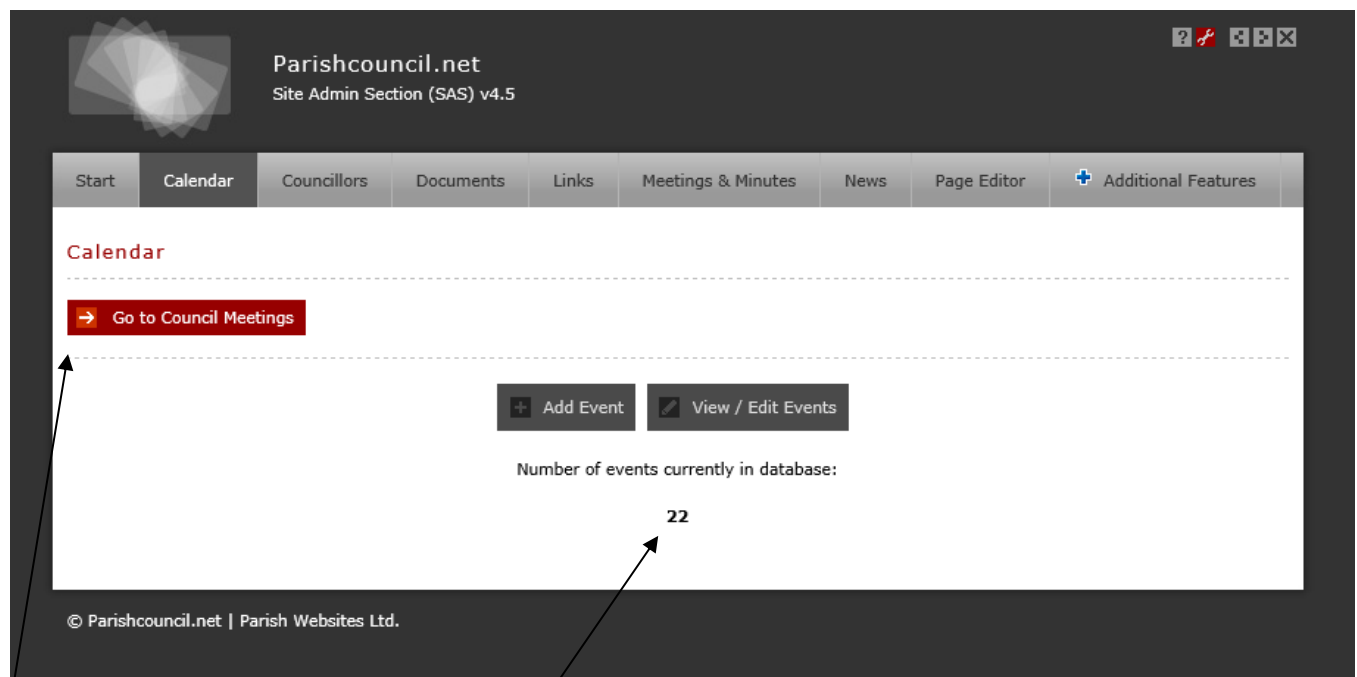 Parishcouncil.net
Site Admin Section (SAS) v4.5
Start Calendar Councillors Documents Links Meetings & Minutes News Page Editor Additional Features
Calendar
Go to Council Meetings
Add Event View / Edit Events
Number of events currently in database:
22
© Parishcouncil.net | Parish Websites Ltd.